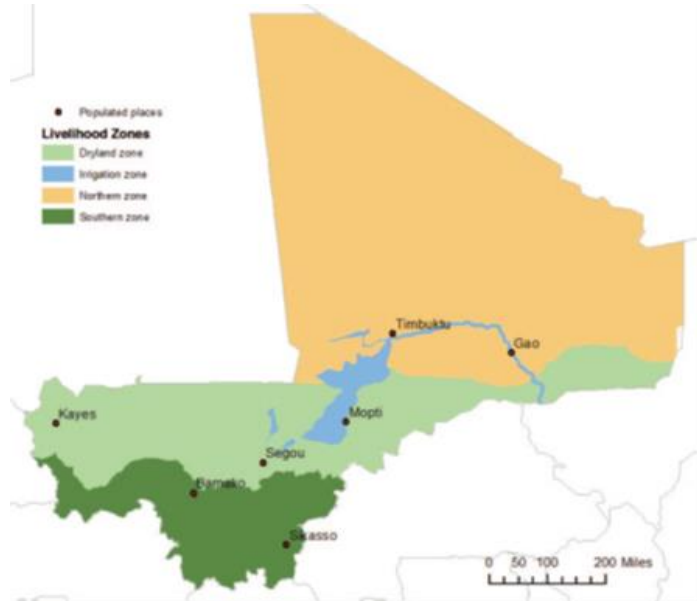 Populated places
Livelihood Zones
Dryland zone
Irrigation zone
Northern zone
Southern zone
Timbuktu
Gao
Kayes
Mopti
Segou
Bamako
Sikasso
0 50 100 200 Miles